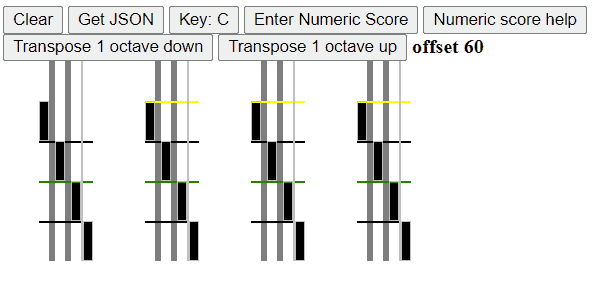 Clear Get JSON Key: C Enter Numeric Score Numeric score help
Transpose 1 octave down Transpose 1 octave up offset 60